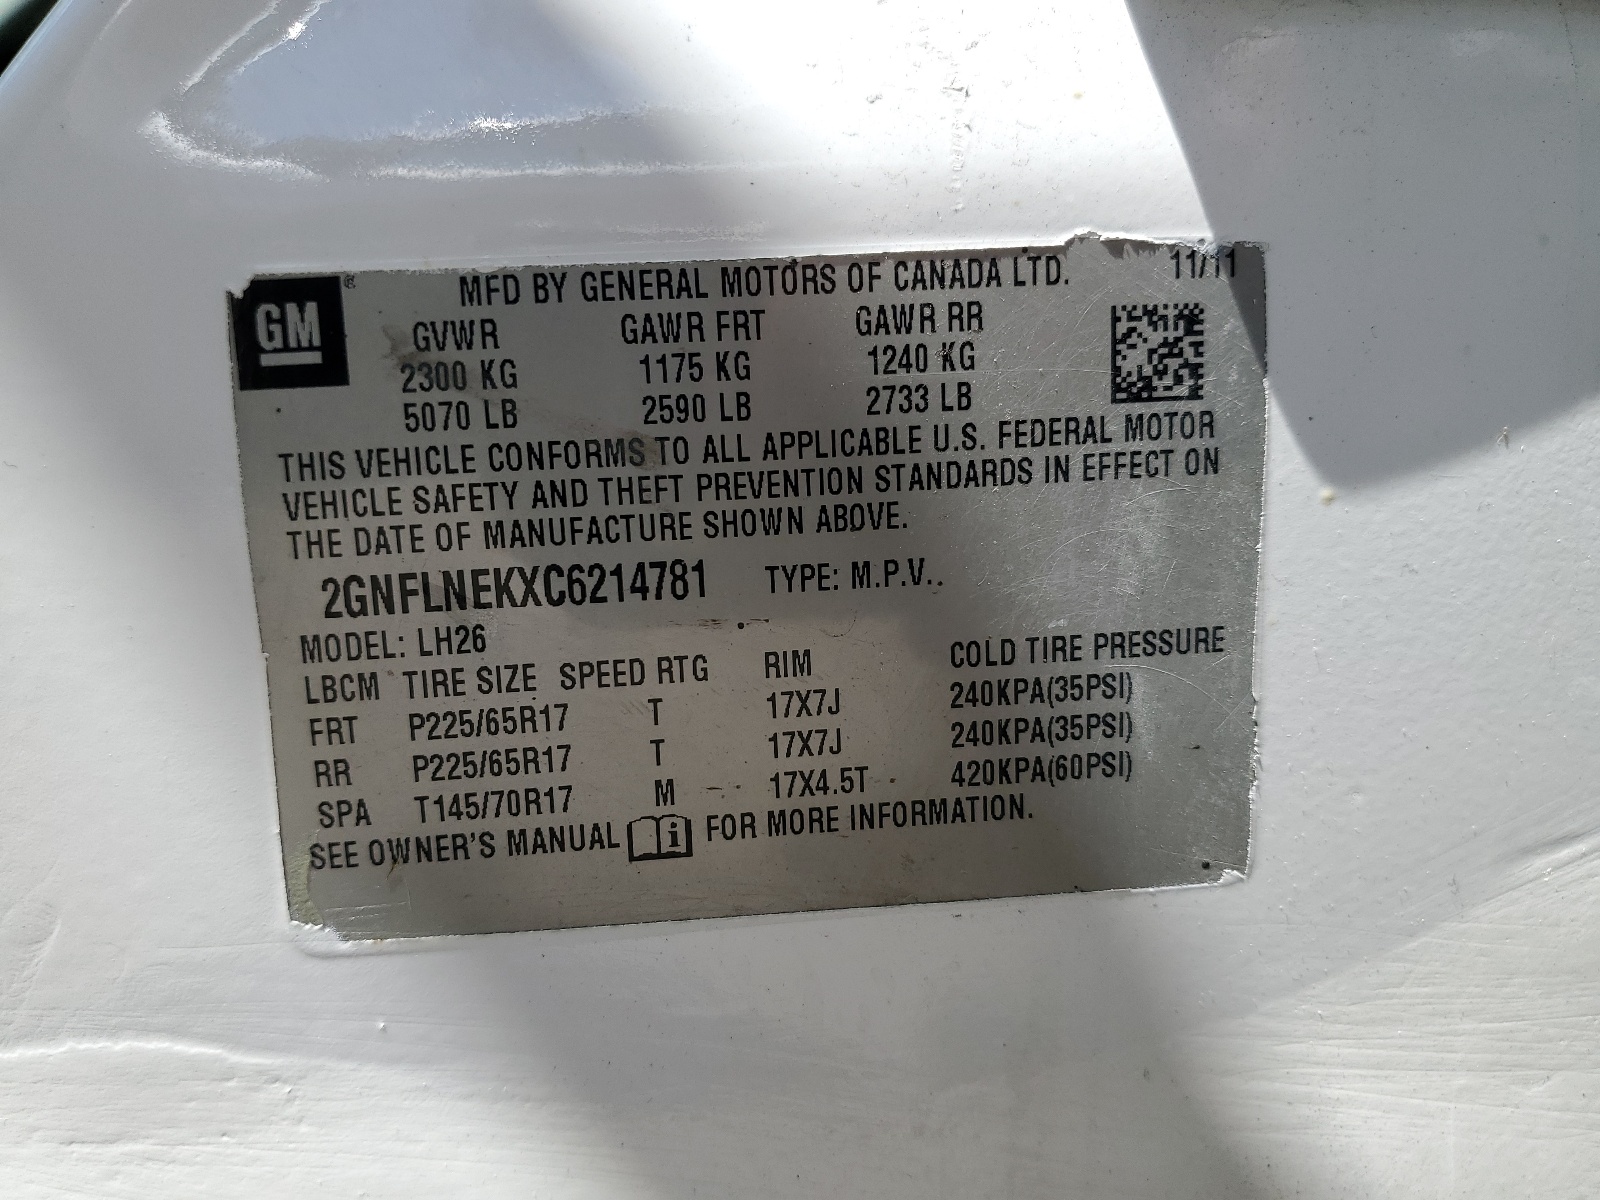 GM ® MFD BY GENERAL MOTORS OF CANADA LTD. 11/11
GVWR GAWR FRT GAWR RR
2300 KG 1175 KG 1240 KG
5070 LB 2590 LB 2733 LB
THIS VEHICLE CONFORMS TO ALL APPLICABLE U.S. FEDERAL MOTOR
VEHICLE SAFETY AND THEFT PREVENTION STANDARDS IN EFFECT ON
THE DATE OF MANUFACTURE SHOWN ABOVE.
2GNFLNEKXC6214781 TYPE: M.P.V..
MODEL: LH26
LBCM TIRE SIZE SPEED RTG RIM COLD TIRE PRESSURE
FRT P225/65R17 T 17X7J 240KPA(35PSI)
RR P225/65R17 T 17X7J 240KPA(35PSI)
SPA T145/70R17 M 17X4.5T 420KPA(60PSI)
SEE OWNER'S MANUAL i FOR MORE INFORMATION.